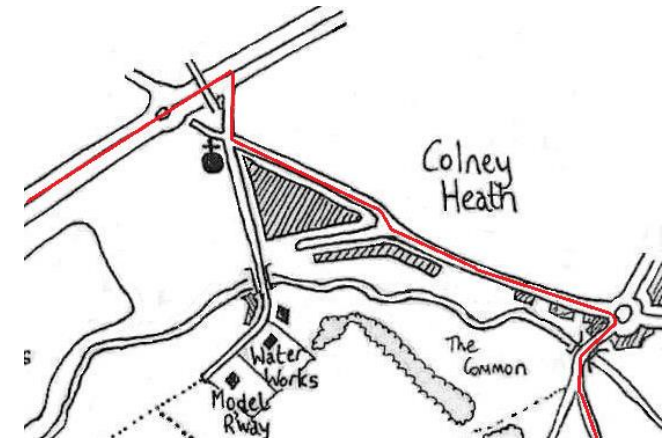 Colney
Heath
The
Common
Water
Works
Model
R'way
s